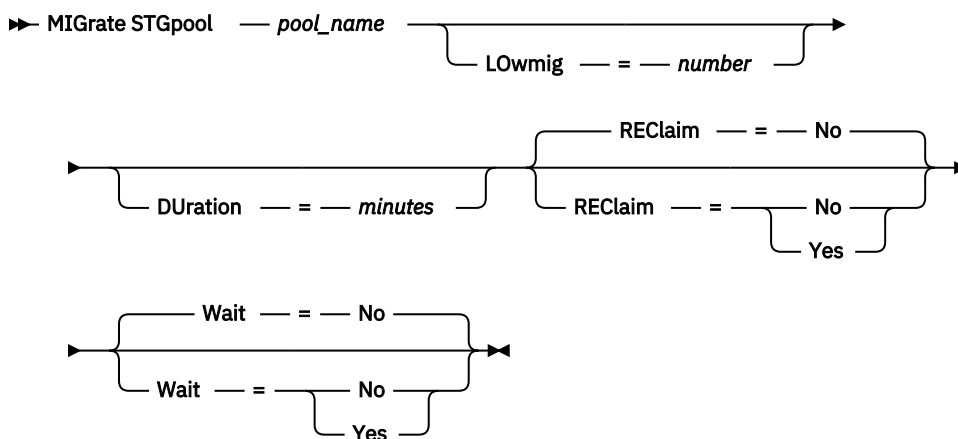 MIGrate STGpool — pool_name
LOwmig — = — number
REClaim — = — No
DUration — = — minutes
REClaim — = — No
Yes
Wait — = — No
Wait — = — No
Yes